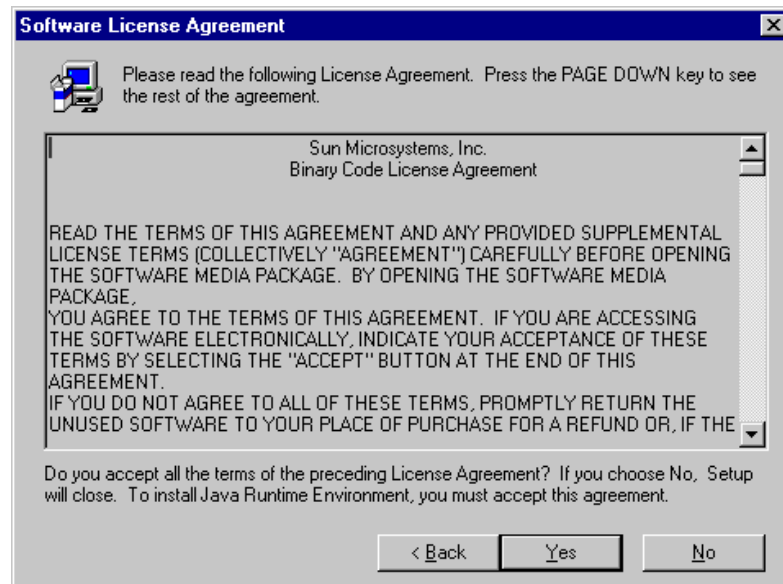 Software License Agreement
Please read the following License Agreement.  Press the PAGE DOWN key to see
the rest of the agreement.
Sun Microsystems, Inc.
Binary Code License Agreement
READ THE TERMS OF THIS AGREEMENT AND ANY PROVIDED SUPPLEMENTAL
LICENSE TERMS (COLLECTIVELY "AGREEMENT") CAREFULLY BEFORE OPENING
THE SOFTWARE MEDIA PACKAGE.  BY OPENING THE SOFTWARE MEDIA
PACKAGE,
YOU AGREE TO THE TERMS OF THIS AGREEMENT.  IF YOU ARE ACCESSING
THE SOFTWARE ELECTRONICALLY, INDICATE YOUR ACCEPTANCE OF THESE
TERMS BY SELECTING THE "ACCEPT" BUTTON AT THE END OF THIS
AGREEMENT.
IF YOU DO NOT AGREE TO ALL OF THESE TERMS, PROMPTLY RETURN THE
UNUSED SOFTWARE TO YOUR PLACE OF PURCHASE FOR A REFUND OR, IF THE
Do you accept all the terms of the preceding License Agreement?  If you choose No,  Setup
will close.  To install Java Runtime Environment, you must accept this agreement.
< Back
Yes
No